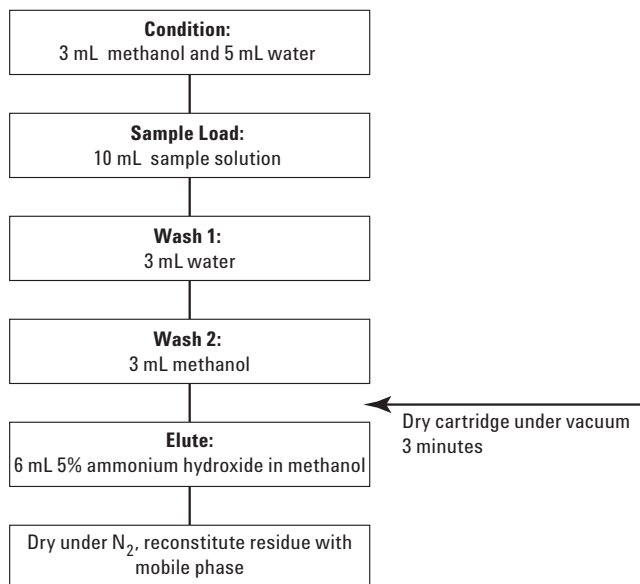 Condition:
3 mL methanol and 5 mL water
Sample Load:
10 mL sample solution
Wash 1:
3 mL water
Wash 2:
3 mL methanol
Dry cartridge under vacuum
3 minutes
Elute:
6 mL 5% ammonium hydroxide in methanol
Dry under N₂, reconstitute residue with
mobile phase